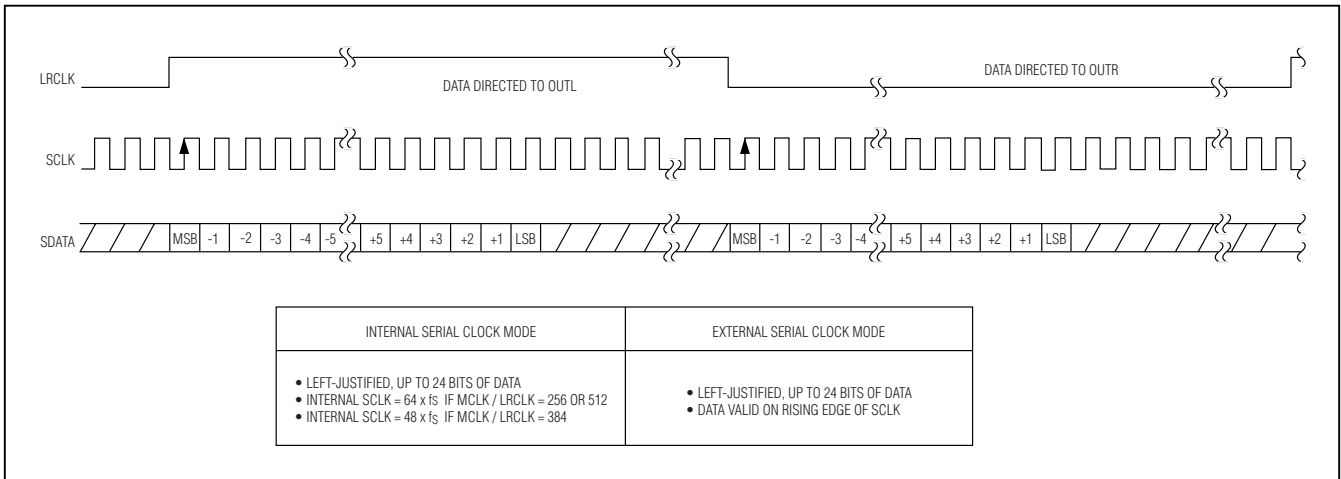 LRCLK
DATA DIRECTED TO OUTL
DATA DIRECTED TO OUTR
SCLK
SDATA
MSB -1 -2 -3 -4 -5 +5 +4 +3 +2 +1 LSB
MSB -1 -2 -3 -4 +5 +4 +3 +2 +1 LSB
INTERNAL SERIAL CLOCK MODE
EXTERNAL SERIAL CLOCK MODE
• LEFT-JUSTIFIED, UP TO 24 BITS OF DATA
• INTERNAL SCLK = 64 x fS IF MCLK / LRCLK = 256 OR 512
• INTERNAL SCLK = 48 x fS IF MCLK / LRCLK = 384
• LEFT-JUSTIFIED, UP TO 24 BITS OF DATA
• DATA VALID ON RISING EDGE OF SCLK